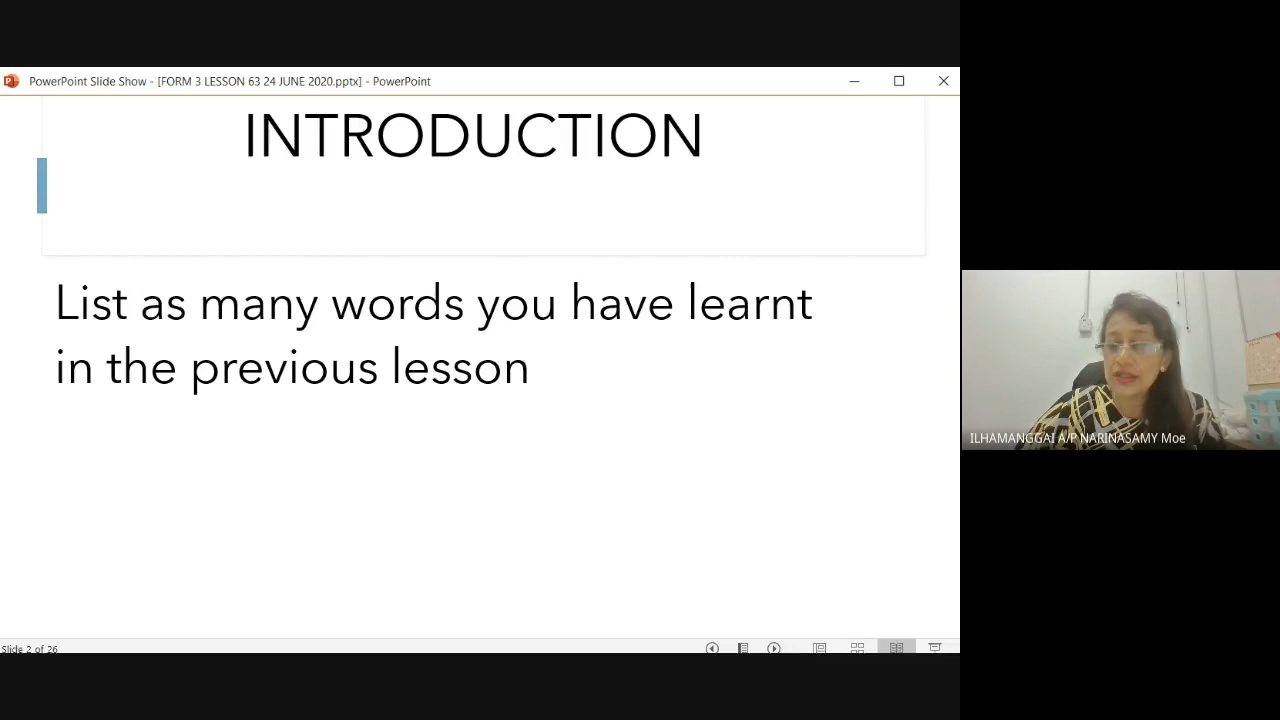 PowerPoint Slide Show - [FORM 3 LESSON 63 24 JUNE 2020.pptx] - PowerPoint
INTRODUCTION
List as many words you have learnt
in the previous lesson
ILHAMANGGAI A/P NARINASAMY Moe
Slide 2 of 26